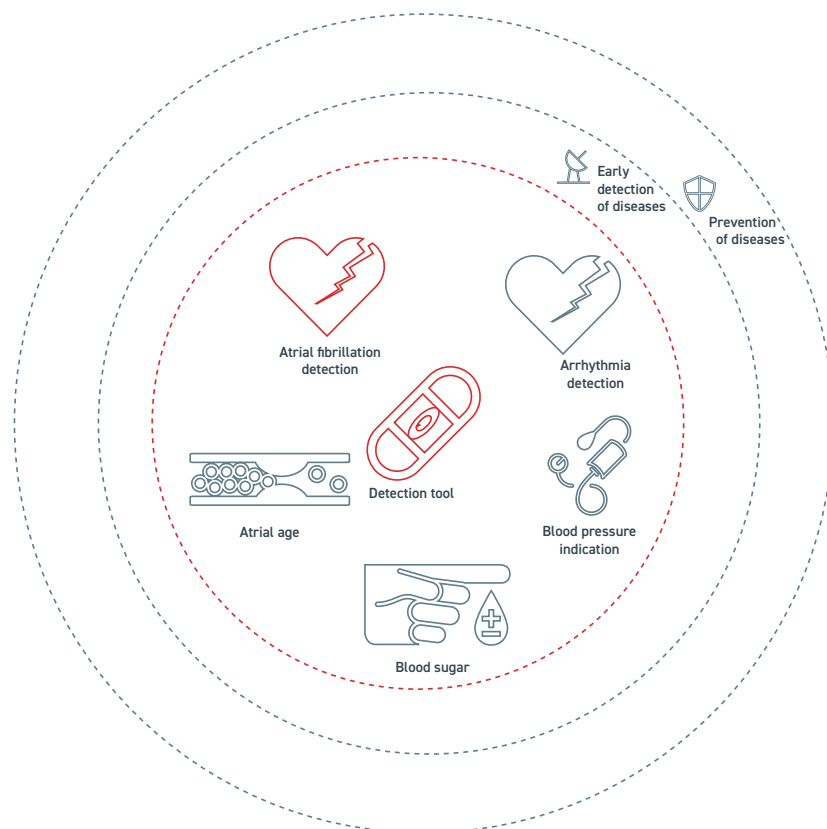 Early
detection
of diseases
Prevention
of diseases
Atrial fibrillation
detection
Arrhythmia
detection
Detection tool
Atrial age
Blood pressure
indication
Blood sugar